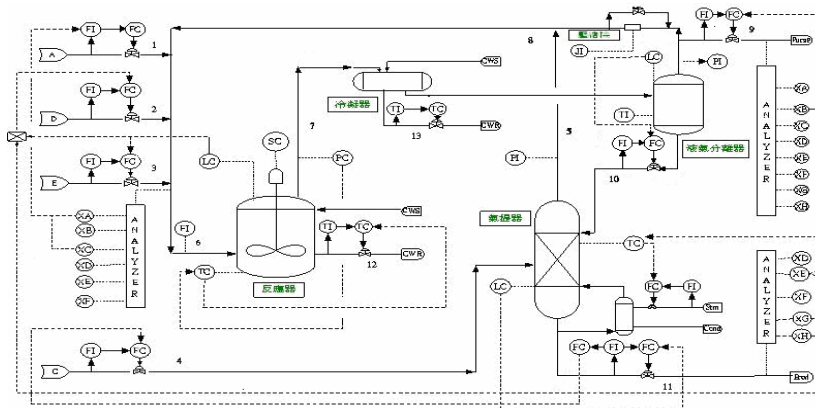 FI
FC
1
A
FI
FC
2
D
FI
FC
3
E
XA
XB
XC
XD
XE
XF
ANALYZER
FI
6
LC
SC
7
PC
CWS
TI
TC
12
CWR
TC
反應器
冷凝器
CWS
TI
TC
13
CWR
8
壓縮機
JI
5
PI
LC
PI
TI
液氣分離器
FI
FC
10
FI
FC
9
Purge
ANALYZER
XA
XB
XC
XD
XE
XF
XG
XH
氣提器
TC
LC
FC
FI
Stm
Cond
FC
FI
FC
11
Prod
ANALYZER
XD
XE
XF
XG
XH
FI
FC
4
C